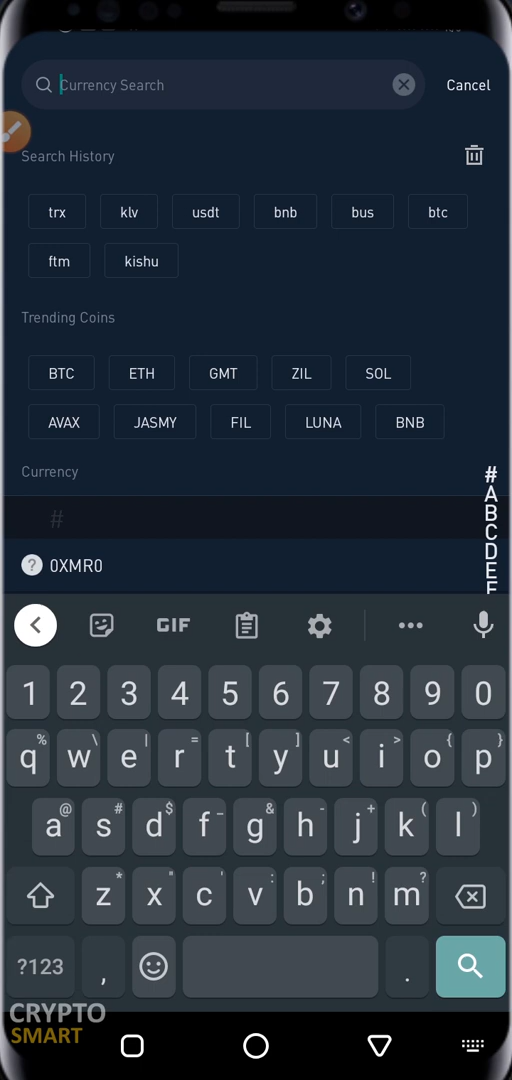 Currency Search
Cancel
Search History
trx klv usdt bnb bus btc
ftm kishu
Trending Coins
BTC ETH GMT ZIL SOL
AVAX JASMY FIL LUNA BNB
Currency
#
A
B
C
D
E
#
? 0XMR0
GIF
1 2 3 4 5 6 7 8 9 0
% \ | = [ ] < > { }
q w e r t y u i o p
@ # $ _ & - + ( )
a s d f g h j k l
* " ' : ; ! ?
z x c v b n m
?123 , .
CRYPTO
SMART